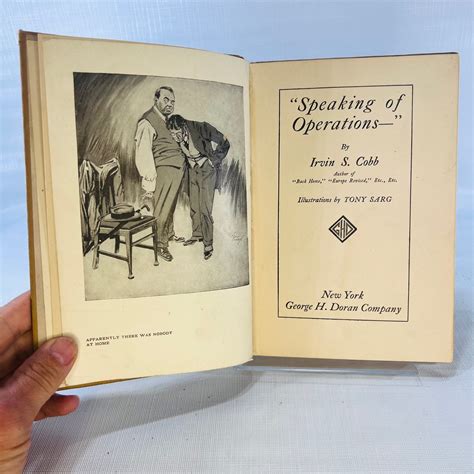 APPARENTLY THERE WAS NOBODY
AT HOME
"Speaking of
Operations—"
By
Irvin S. Cobb
Author of
"Back Home," "Europe Revised," Etc., Etc.
Illustrations by TONY SARG
GHD
New York
George H. Doran Company